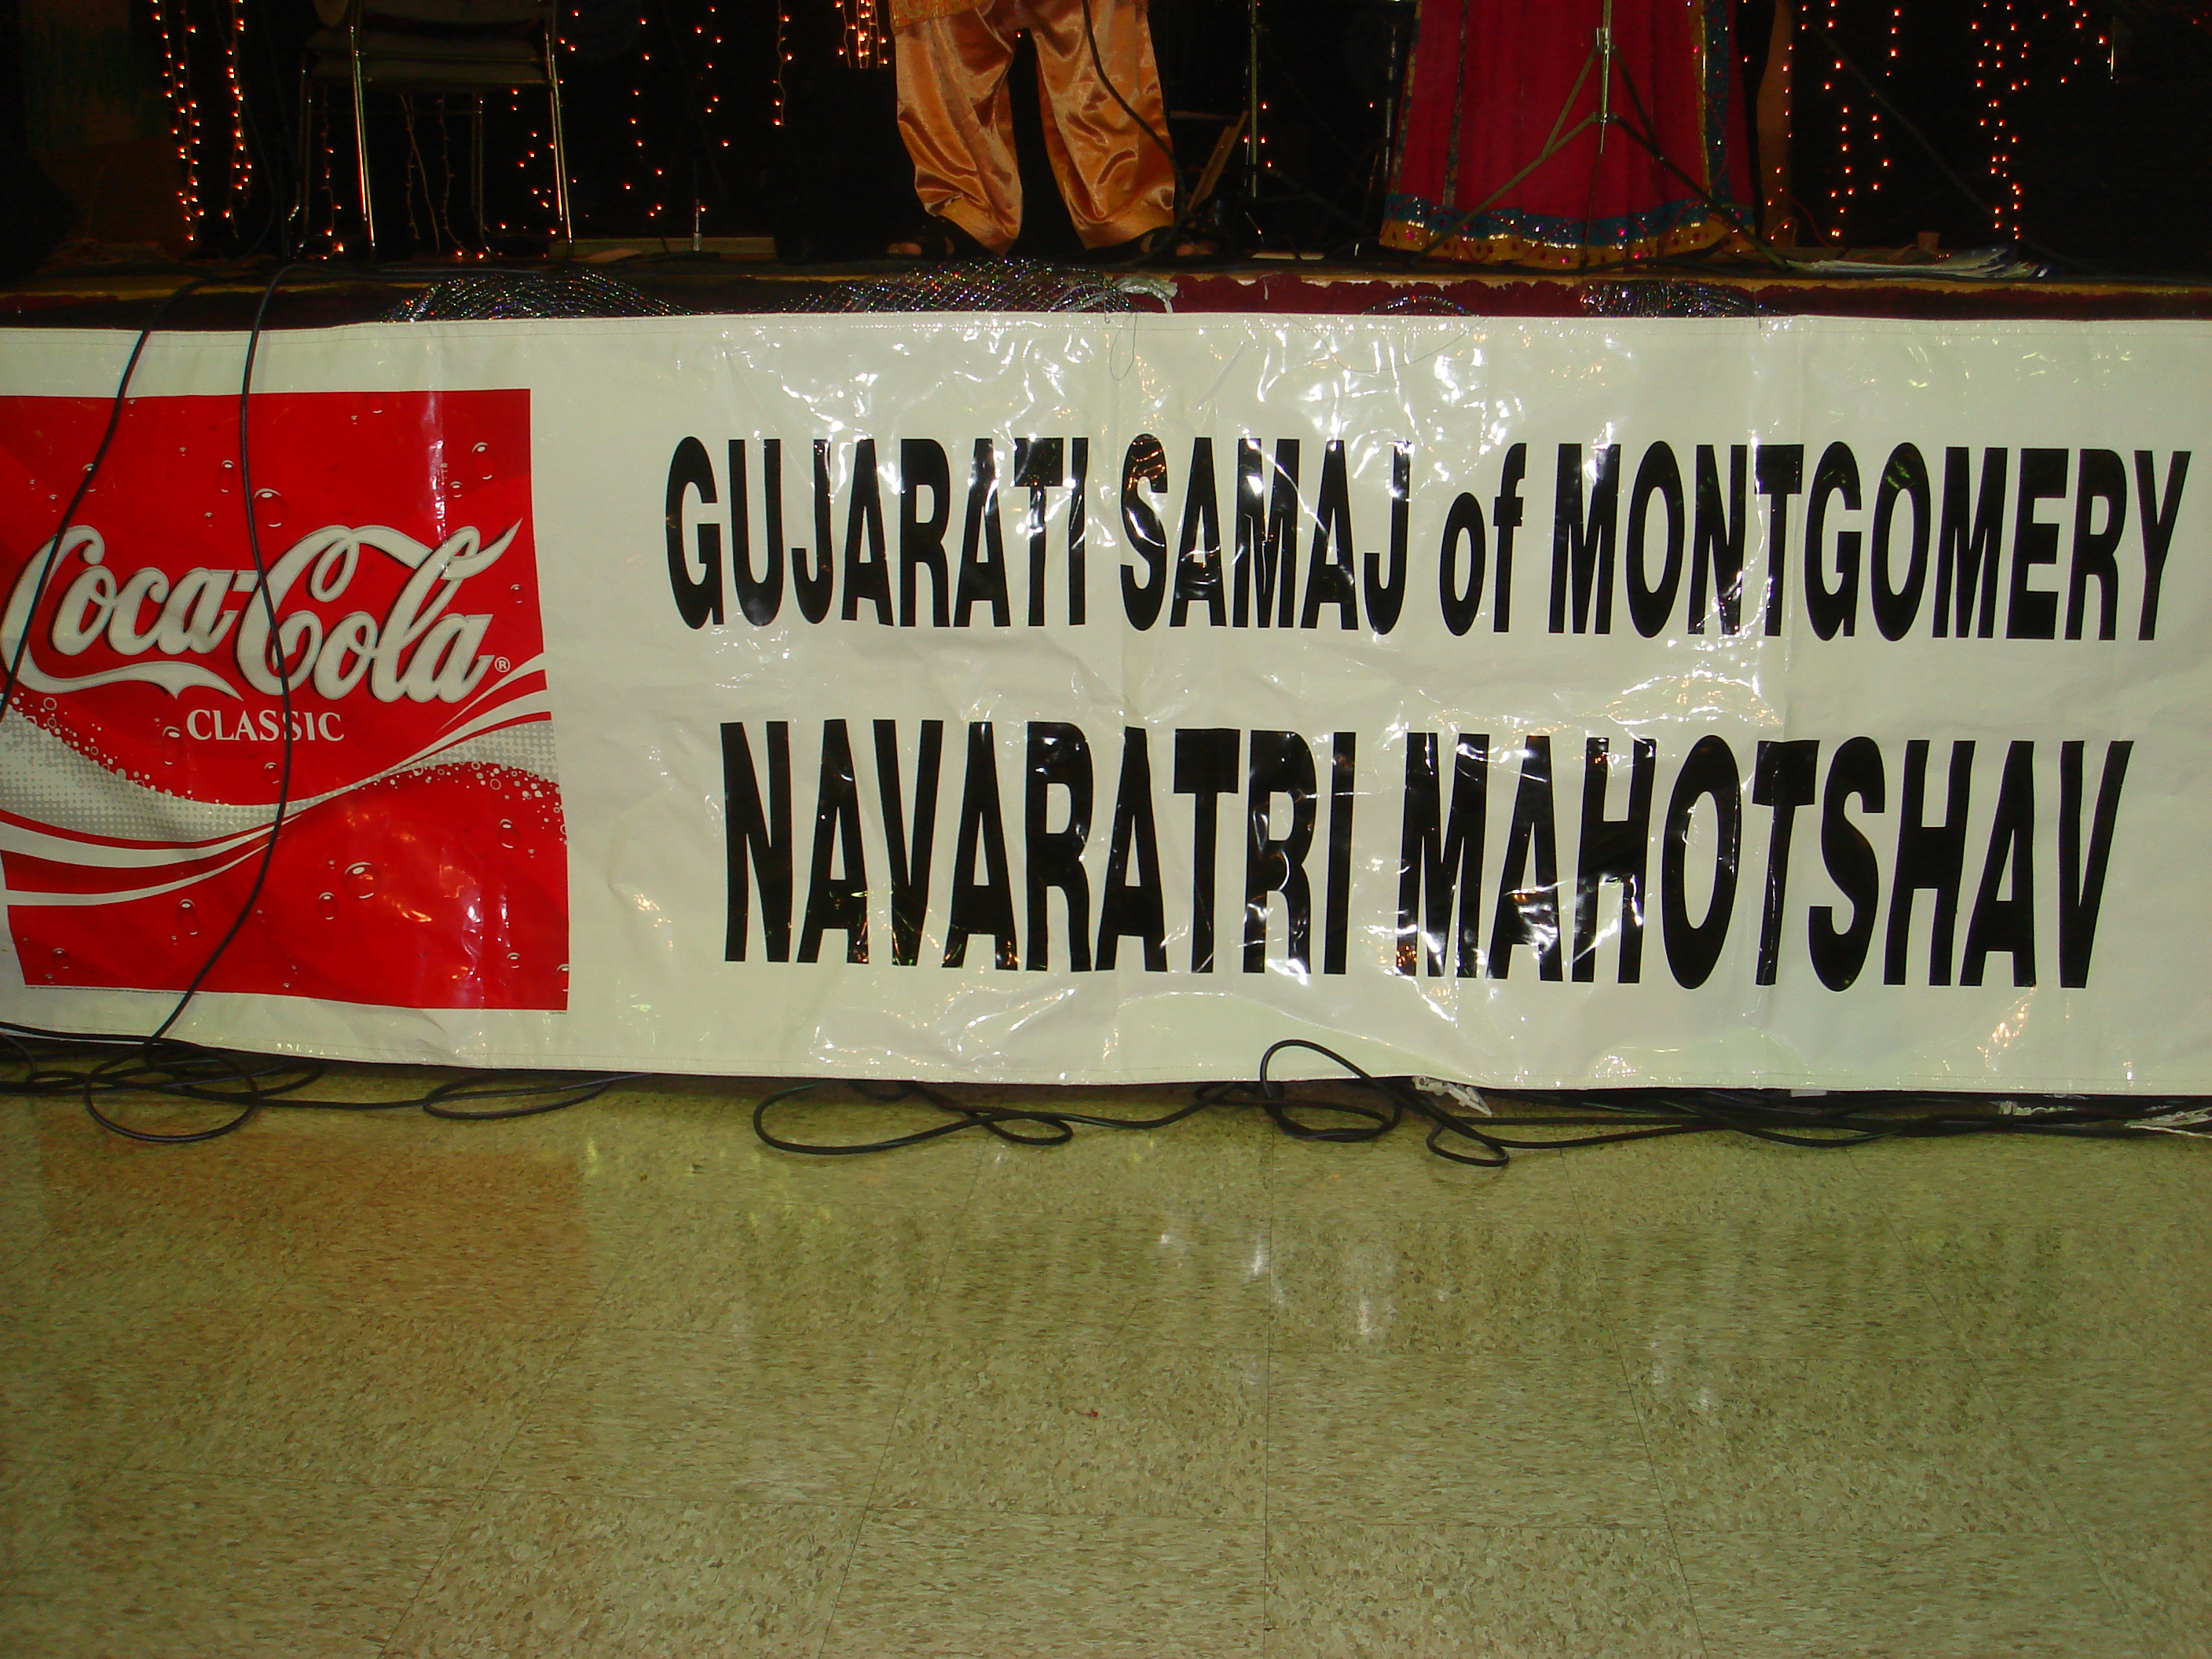 Coca-Cola®
CLASSIC
GUJARATI SAMAJ of MONTGOMERY
NAVARATRI MAHOTSHAV